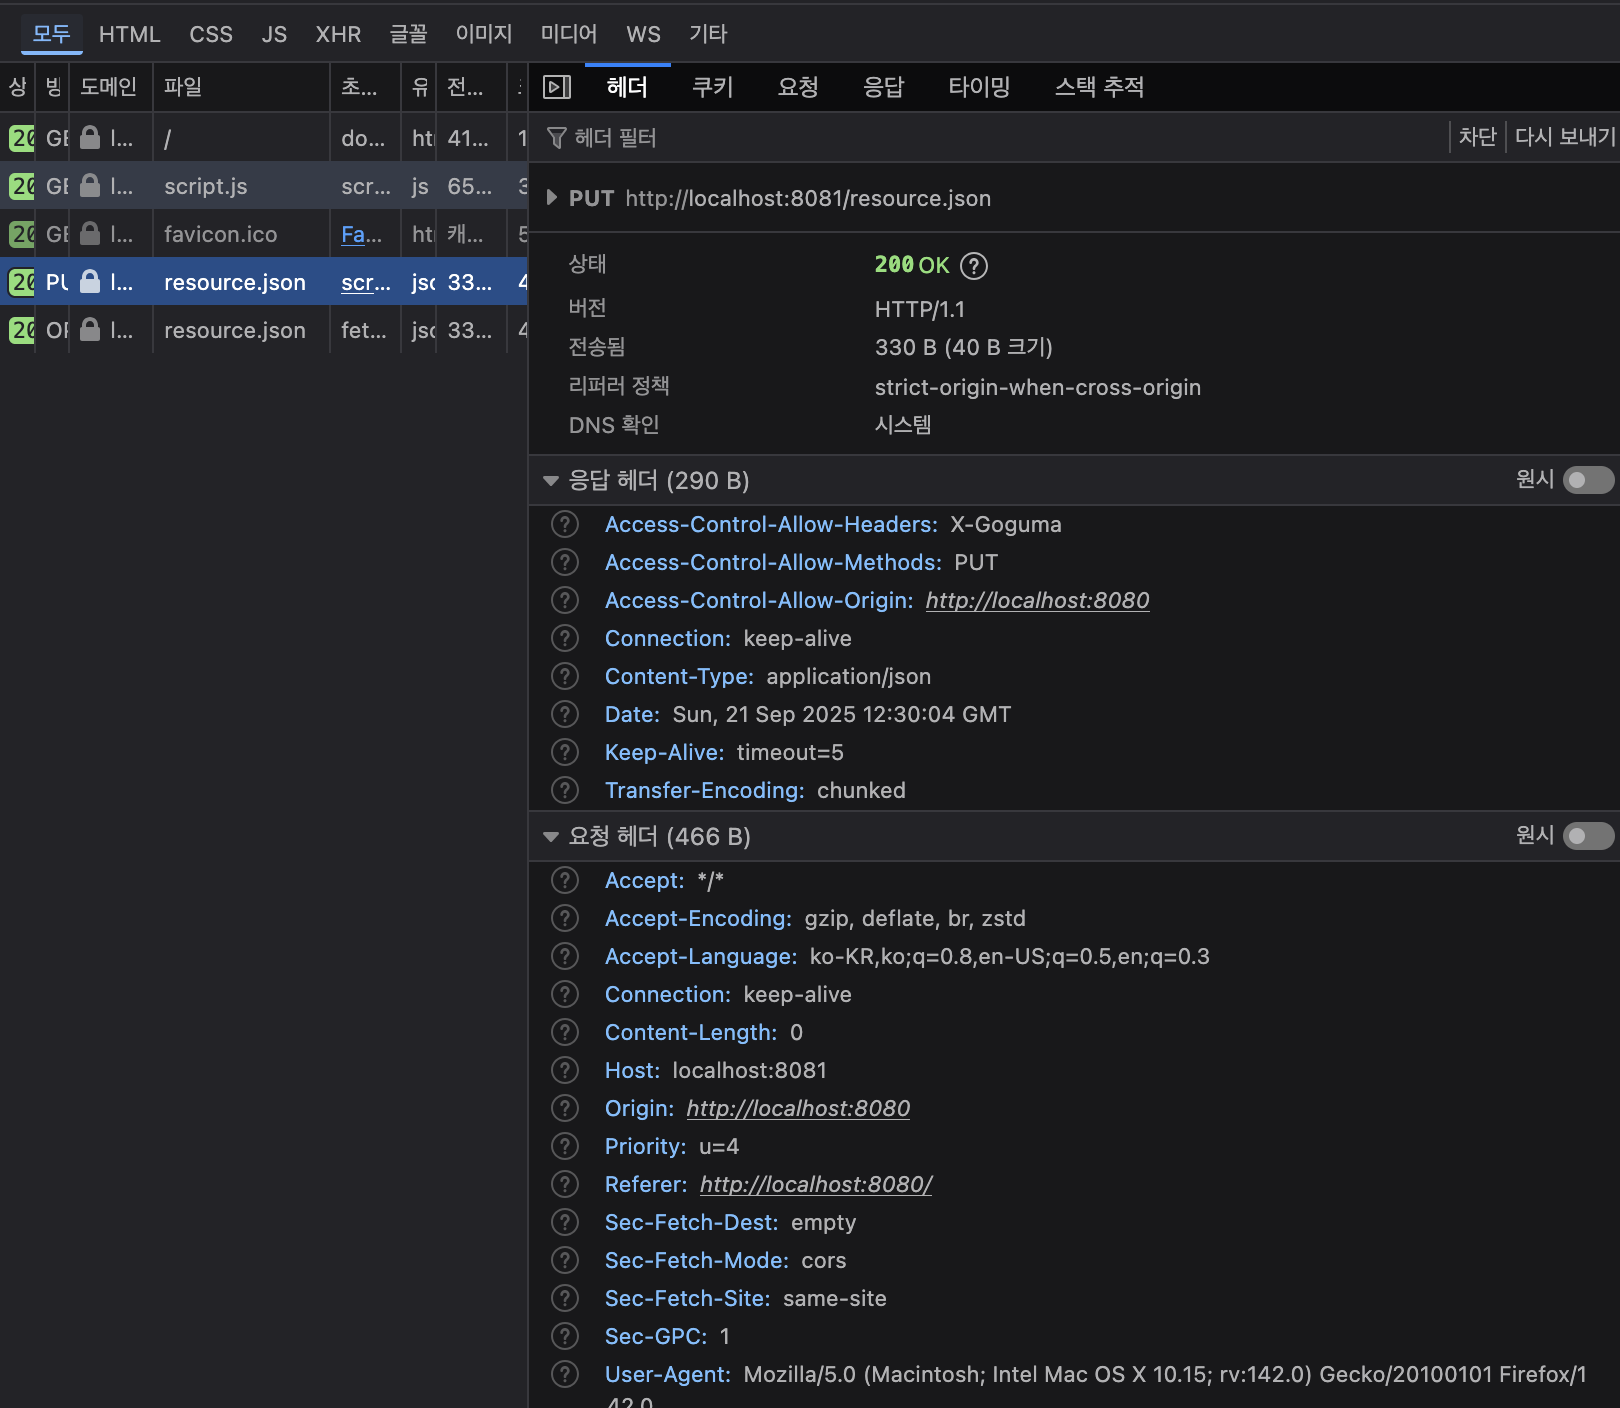 모두 HTML CSS JS XHR 글꼴 이미지 미디어 WS 기타
상 방 도메인 파일 초... 유 전...
헤더 쿠키 요청 응답 타이밍 스택 추적
20 GE l... / do... ht 41... 1
헤더 필터 차단 다시 보내기
20 GE l... script.js scr... js 65... 3
PUT http://localhost:8081/resource.json
20 GE l... favicon.ico Fa... ht 캐... 5
20 PU l... resource.json scr... jsc 33... 4
20 OP l... resource.json fet... jsc 33... 4
상태 200 OK
버전 HTTP/1.1
전송됨 330 B (40 B 크기)
리퍼러 정책 strict-origin-when-cross-origin
DNS 확인 시스템
응답 헤더 (290 B) 원시
Access-Control-Allow-Headers: X-Goguma
Access-Control-Allow-Methods: PUT
Access-Control-Allow-Origin: http://localhost:8080
Connection: keep-alive
Content-Type: application/json
Date: Sun, 21 Sep 2025 12:30:04 GMT
Keep-Alive: timeout=5
Transfer-Encoding: chunked
요청 헤더 (466 B) 원시
Accept: */*
Accept-Encoding: gzip, deflate, br, zstd
Accept-Language: ko-KR,ko;q=0.8,en-US;q=0.5,en;q=0.3
Connection: keep-alive
Content-Length: 0
Host: localhost:8081
Origin: http://localhost:8080
Priority: u=4
Referer: http://localhost:8080/
Sec-Fetch-Dest: empty
Sec-Fetch-Mode: cors
Sec-Fetch-Site: same-site
Sec-GPC: 1
User-Agent: Mozilla/5.0 (Macintosh; Intel Mac OS X 10.15; rv:142.0) Gecko/20100101 Firefox/1
42.0